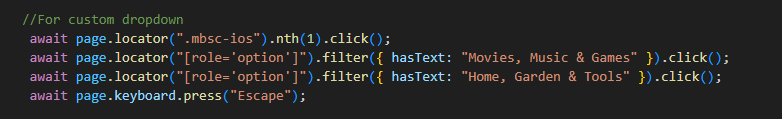 //For custom dropdown
await page.locator(".mbsc-ios").nth(1).click();
await page.locator("[role='option']").filter({ hasText: "Movies, Music & Games" }).click();
await page.locator("[role='option']").filter({ hasText: "Home, Garden & Tools" }).click();
await page.keyboard.press("Escape");